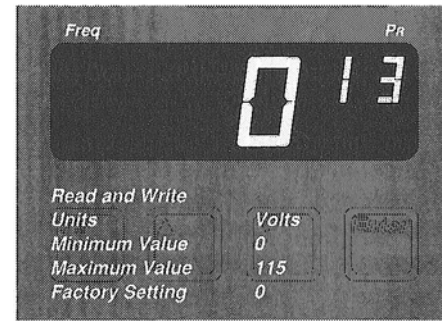 Freq PR
0 13
Read and Write
Units Volts
Minimum Value 0
Maximum Value 115
Factory Setting 0